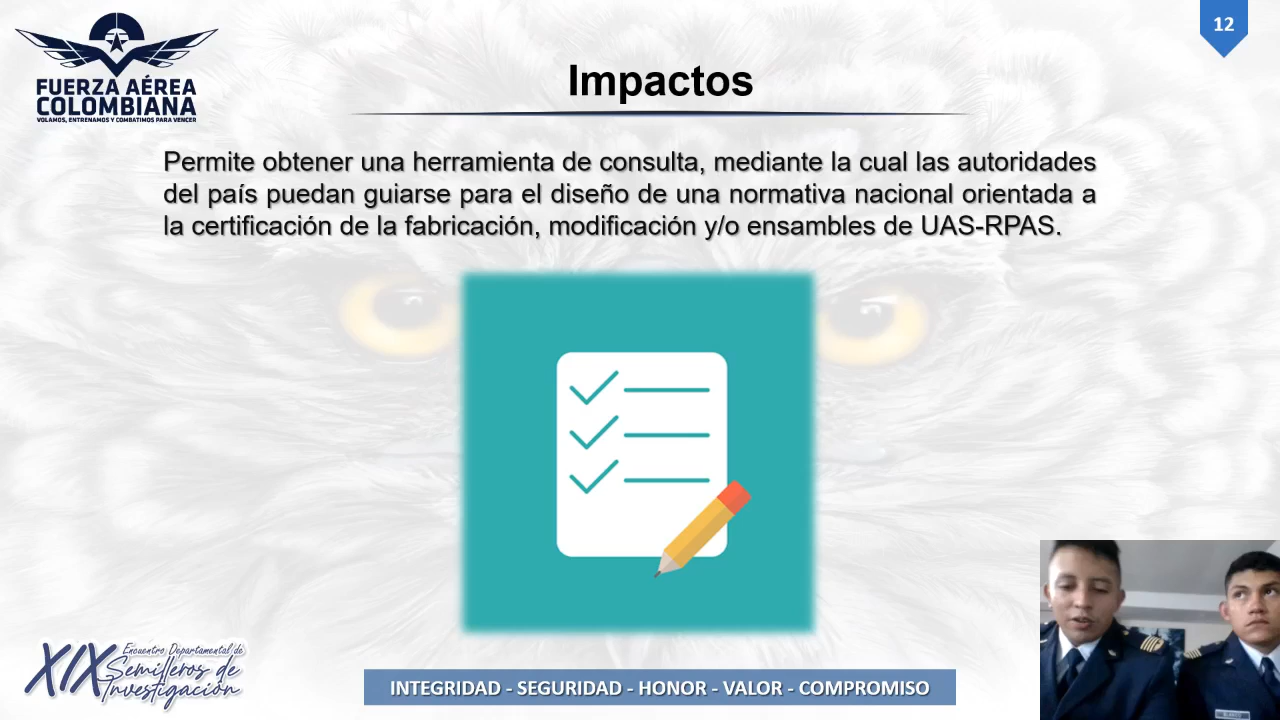 12
FUERZA AÉREA
COLOMBIANA
VOLAMOS, ENTRENAMOS Y COMBATIMOS PARA VENCER
Impactos
Permite obtener una herramienta de consulta, mediante la cual las autoridades
del país puedan guiarse para el diseño de una normativa nacional orientada a
la certificación de la fabricación, modificación y/o ensambles de UAS-RPAS.
XIX Encuentro Departamental de
Semilleros de
Investigación
INTEGRIDAD - SEGURIDAD - HONOR - VALOR - COMPROMISO